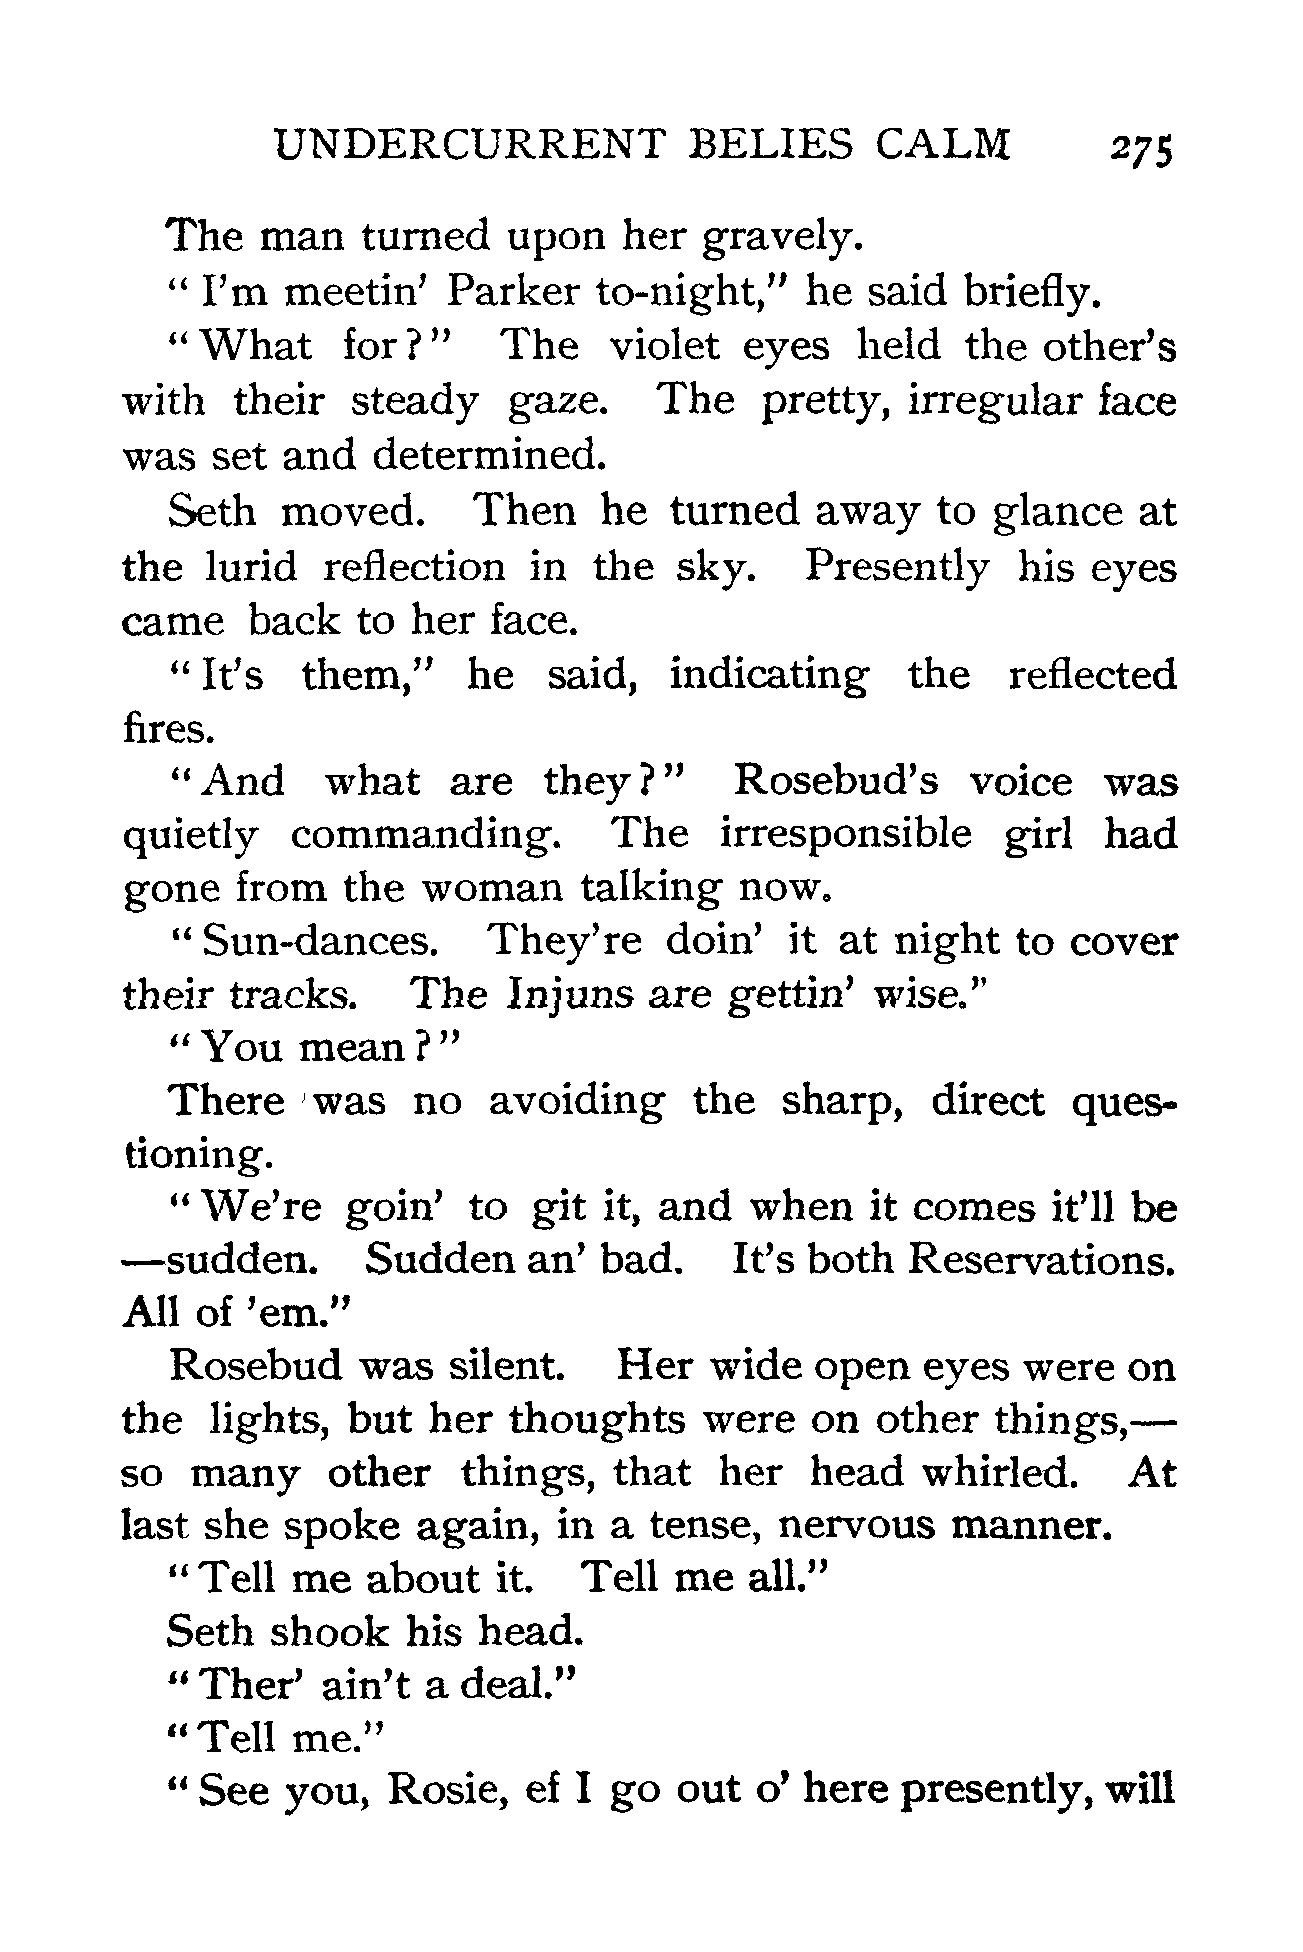 UNDERCURRENT BELIES CALM 275
The man turned upon her gravely.
“ I’m meetin’ Parker to-night,” he said briefly.
“ What for ? ” The violet eyes held the other’s
with their steady gaze. The pretty, irregular face
was set and determined.
Seth moved. Then he turned away to glance at
the lurid reflection in the sky. Presently his eyes
came back to her face.
“ It’s them,” he said, indicating the reflected
fires.
“ And what are they ? ” Rosebud’s voice was
quietly commanding. The irresponsible girl had
gone from the woman talking now.
“ Sun-dances. They’re doin’ it at night to cover
their tracks. The Injuns are gettin’ wise.”
“ You mean ? ”
There was no avoiding the sharp, direct ques-
tioning.
“ We’re goin’ to git it, and when it comes it’ll be
—sudden. Sudden an’ bad. It’s both Reservations.
All of ’em.”
Rosebud was silent. Her wide open eyes were on
the lights, but her thoughts were on other things,—
so many other things, that her head whirled. At
last she spoke again, in a tense, nervous manner.
“ Tell me about it. Tell me all.”
Seth shook his head.
“ Ther’ ain’t a deal.”
“ Tell me.”
“ See you, Rosie, ef I go out o’ here presently, will